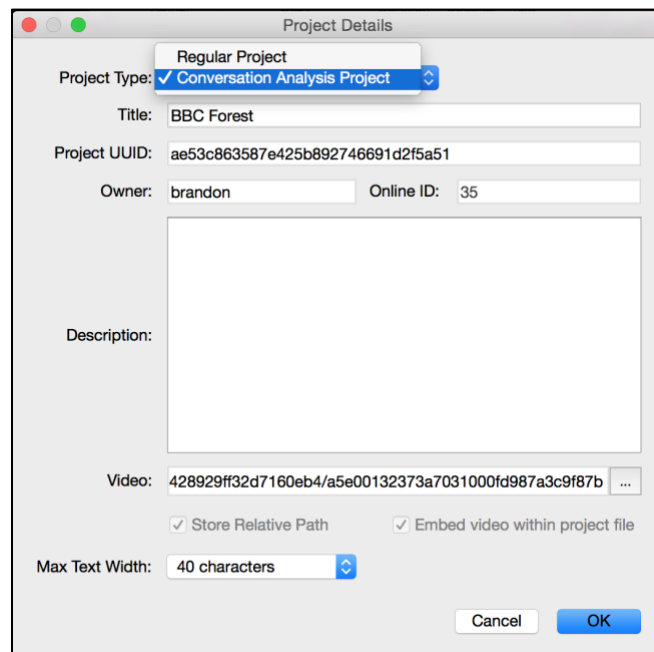 Project Details
Regular Project
Project Type: ✓ Conversation Analysis Project
Title: BBC Forest
Project UUID: ae53c863587e425b892746691d2f5a51
Owner: brandon Online ID: 35
Description:
Video: 428929ff32d7160eb4/a5e00132373a7031000fd987a3c9f87b ...
✓ Store Relative Path ✓ Embed video within project file
Max Text Width: 40 characters
Cancel OK